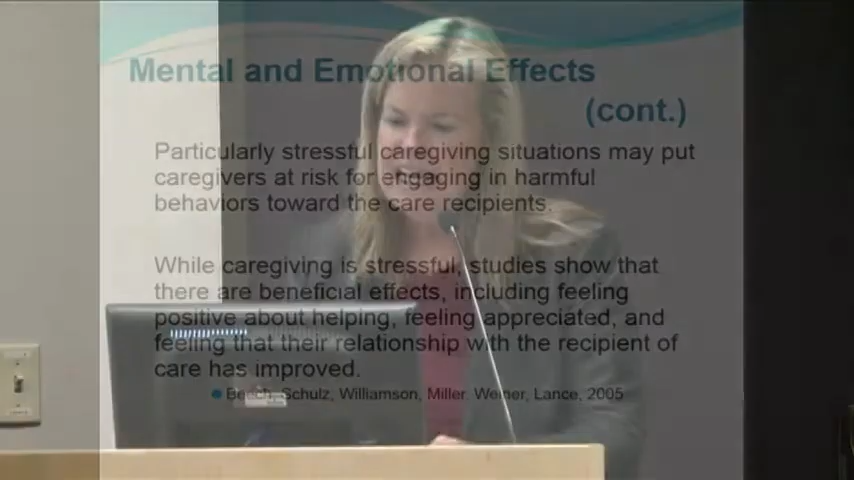 Mental and Emotional Effects
(cont.)
Particularly stressful caregiving situations may put
caregivers at risk for engaging in harmful
behaviors toward the care recipients.
While caregiving is stressful, studies show that
there are beneficial effects, including feeling
positive about helping, feeling appreciated, and
feeling that their relationship with the recipient of
care has improved.
Beach, Schulz, Williamson, Miller, Weiner, Lance, 2005